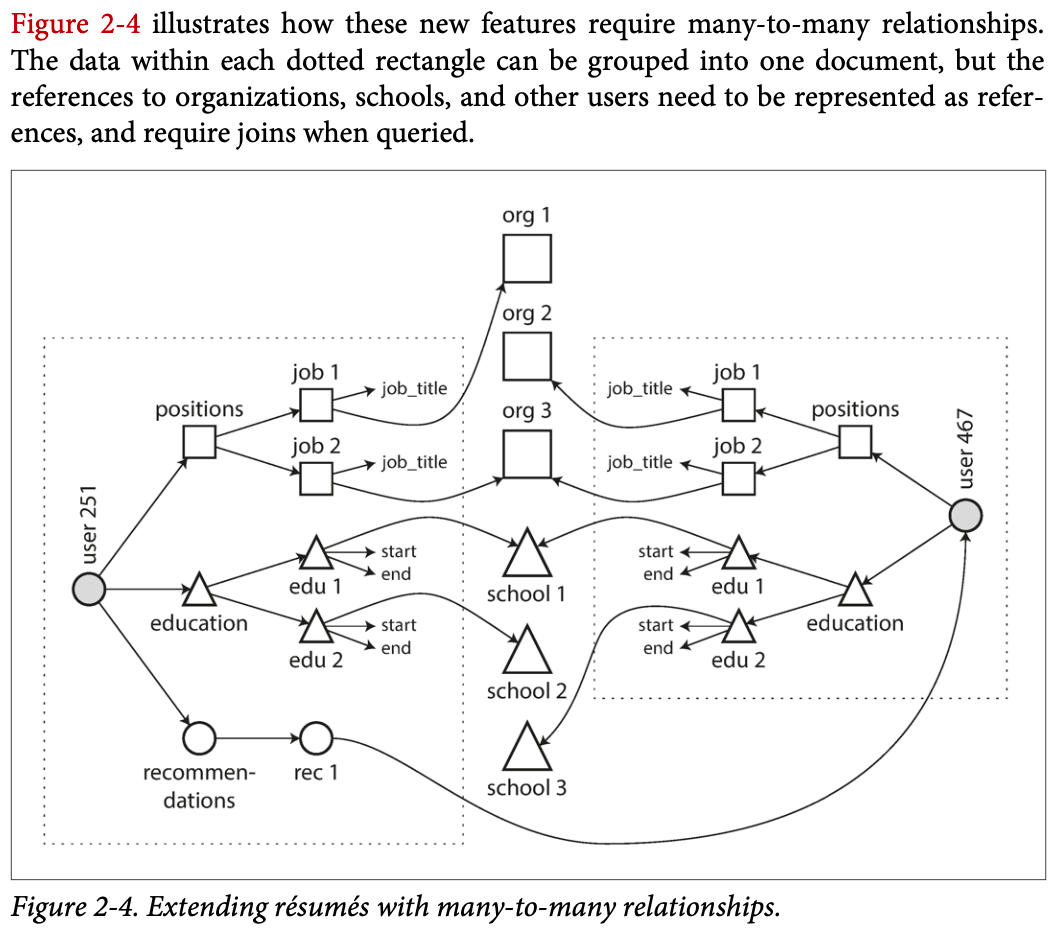 Figure 2-4 illustrates how these new features require many-to-many relationships.
The data within each dotted rectangle can be grouped into one document, but the
references to organizations, schools, and other users need to be represented as refer-
ences, and require joins when queried.
org 1
org 2
org 3
job 1
job_title
positions
job 2
job_title
user 251
edu 1
start
end
education
edu 2
start
end
recommen-
dations
rec 1
school 1
school 2
school 3
job_title
job 1
positions
job_title
job 2
user 467
start
end
edu 1
education
start
end
edu 2
Figure 2-4. Extending résumés with many-to-many relationships.